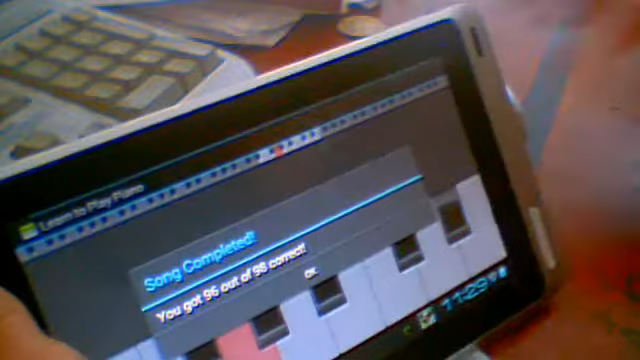 Learn to Play Piano
Song Completed!
You got 96 out of 98 correct!
OK
11:29